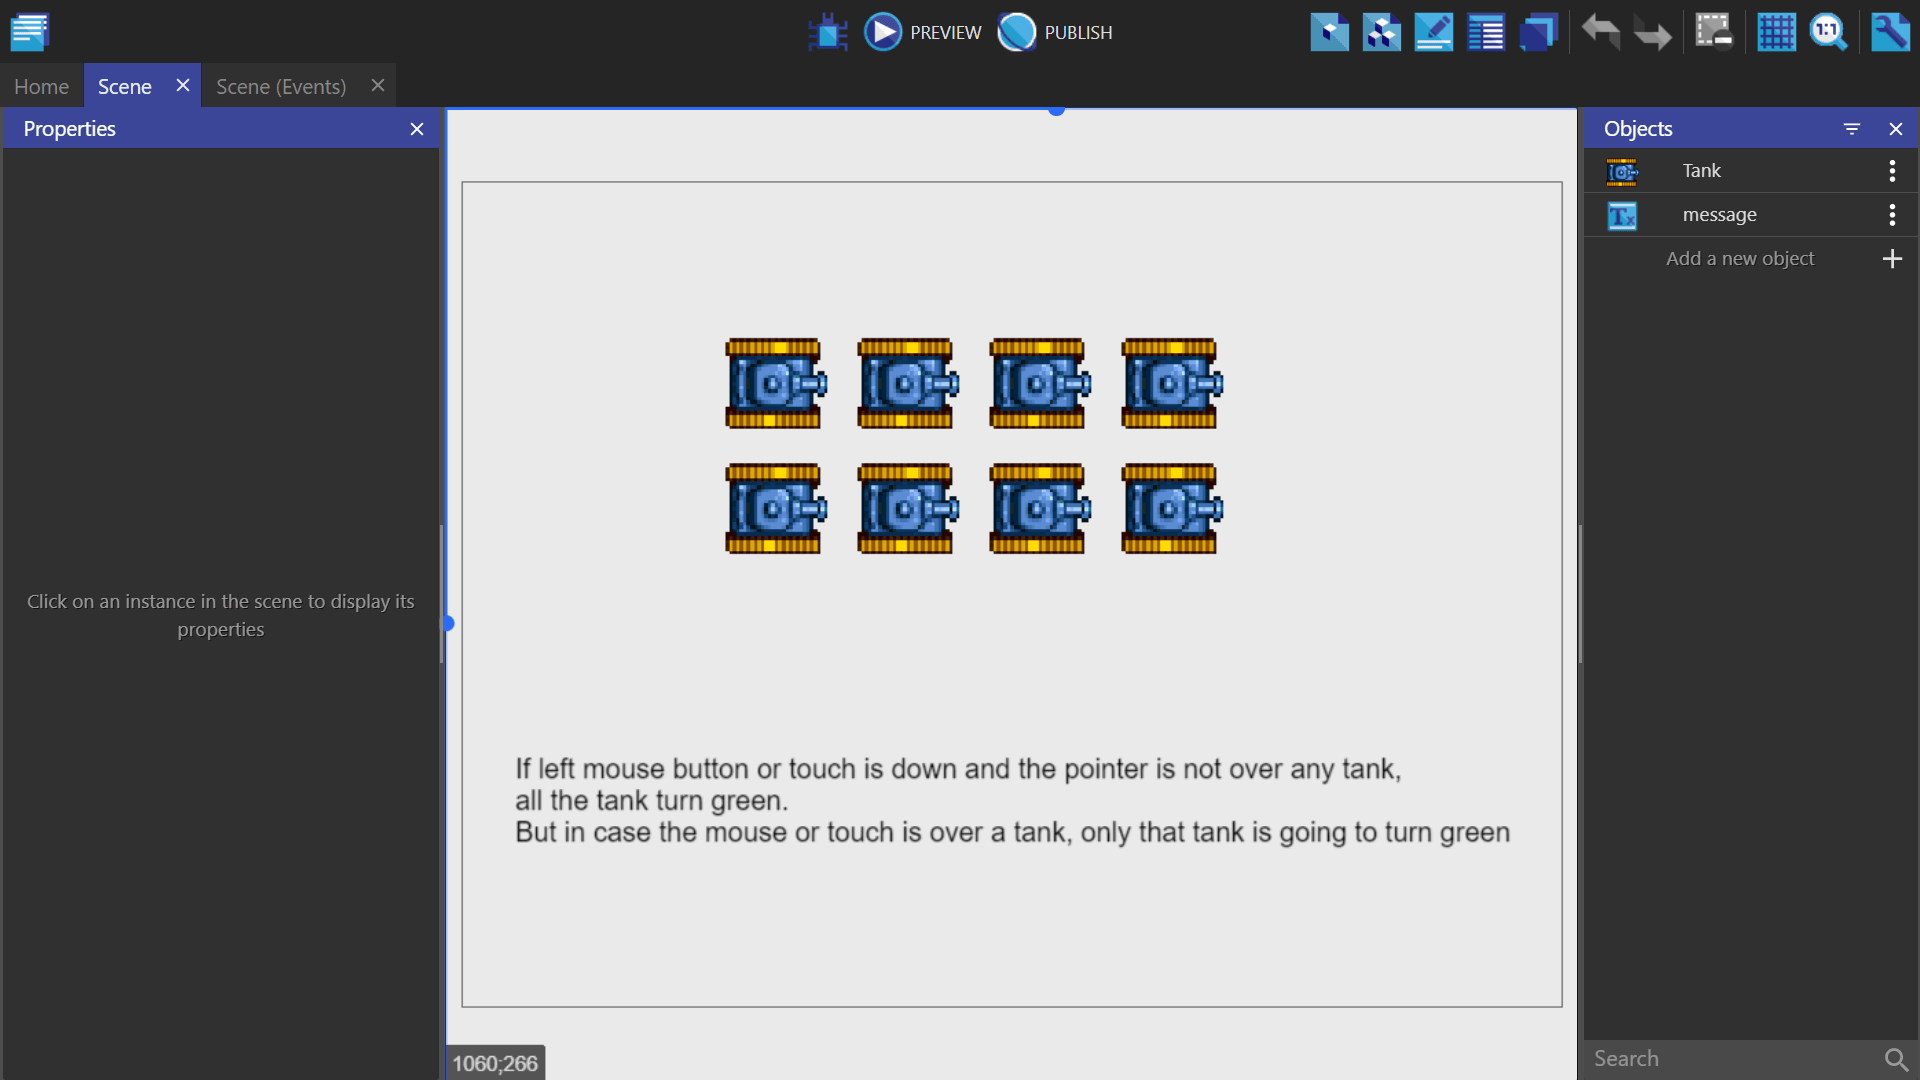 PREVIEW
PUBLISH
1:1
Home
Scene
Scene (Events)
Properties
Objects
Tank
Tx
message
Add a new object
Click on an instance in the scene to display its
properties
If left mouse button or touch is down and the pointer is not over any tank,
all the tank turn green.
But in case the mouse or touch is over a tank, only that tank is going to turn green
1060;266
Search